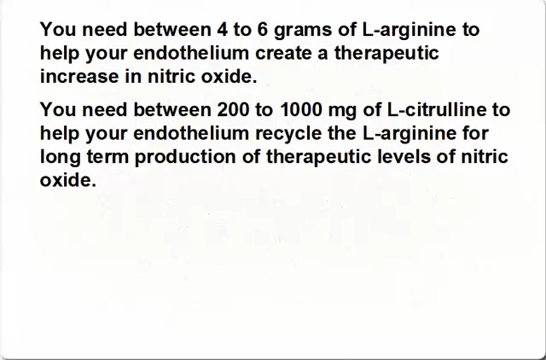 You need between 4 to 6 grams of L-arginine to
help your endothelium create a therapeutic
increase in nitric oxide.
You need between 200 to 1000 mg of L-citrulline to
help your endothelium recycle the L-arginine for
long term production of therapeutic levels of nitric
oxide.